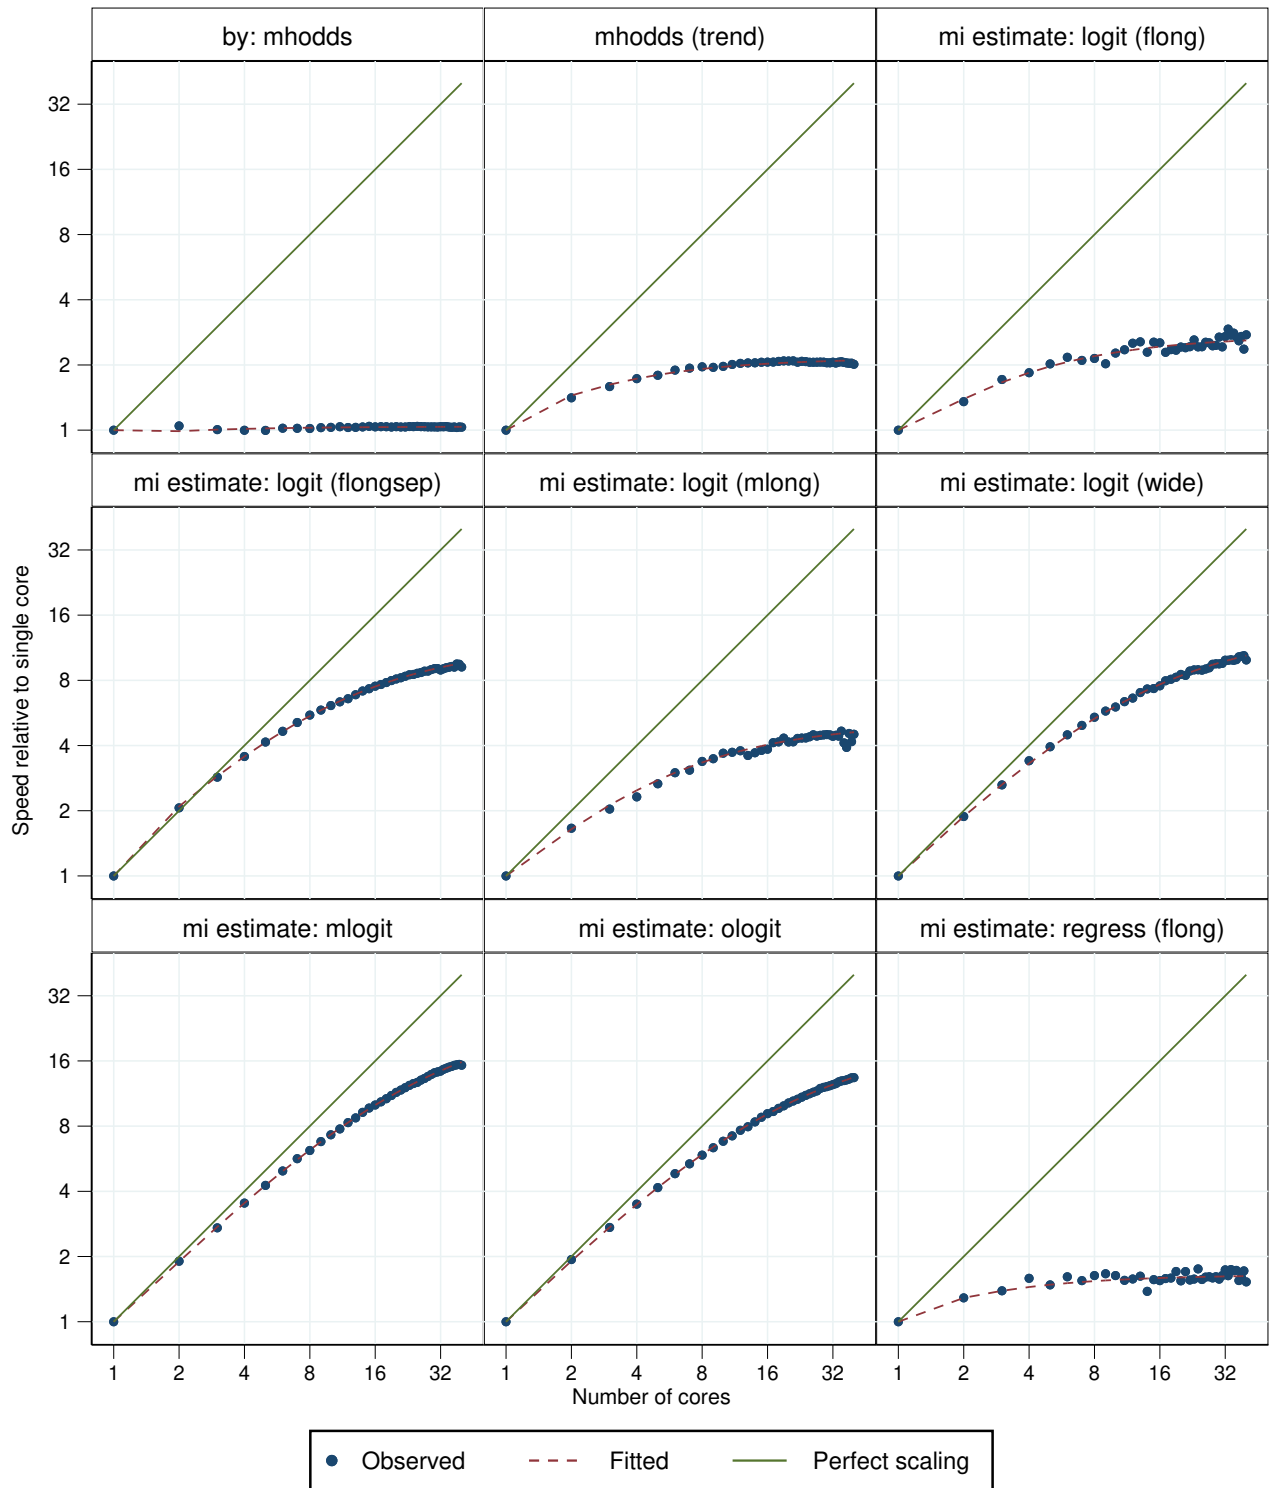 by: mhodds
mhodds (trend)
mi estimate: logit (flong)
32
16
8
4
2
1
mi estimate: logit (flongsep)
mi estimate: logit (mlong)
mi estimate: logit (wide)
32
16
8
4
2
1
Speed relative to single core
mi estimate: mlogit
mi estimate: ologit
mi estimate: regress (flong)
32
16
8
4
2
1
1 2 4 8 16 32
1 2 4 8 16 32
1 2 4 8 16 32
Number of cores
Observed
Fitted
Perfect scaling